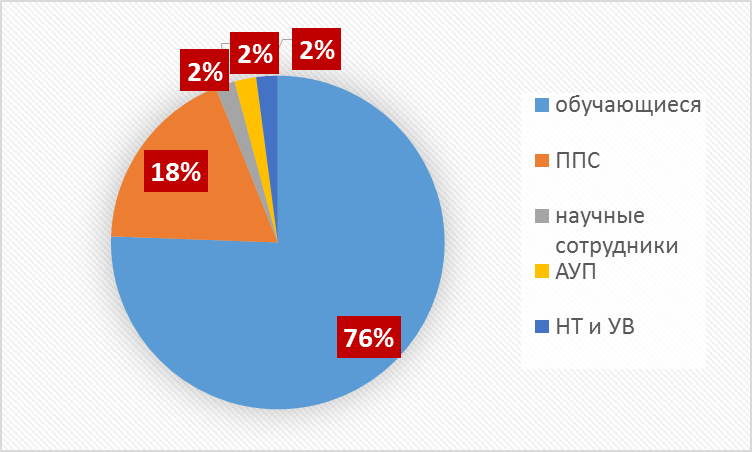 2%
2%
2%
18%
76%
обучающиеся
ППС
научные
сотрудники
АУП
НТ и УВ